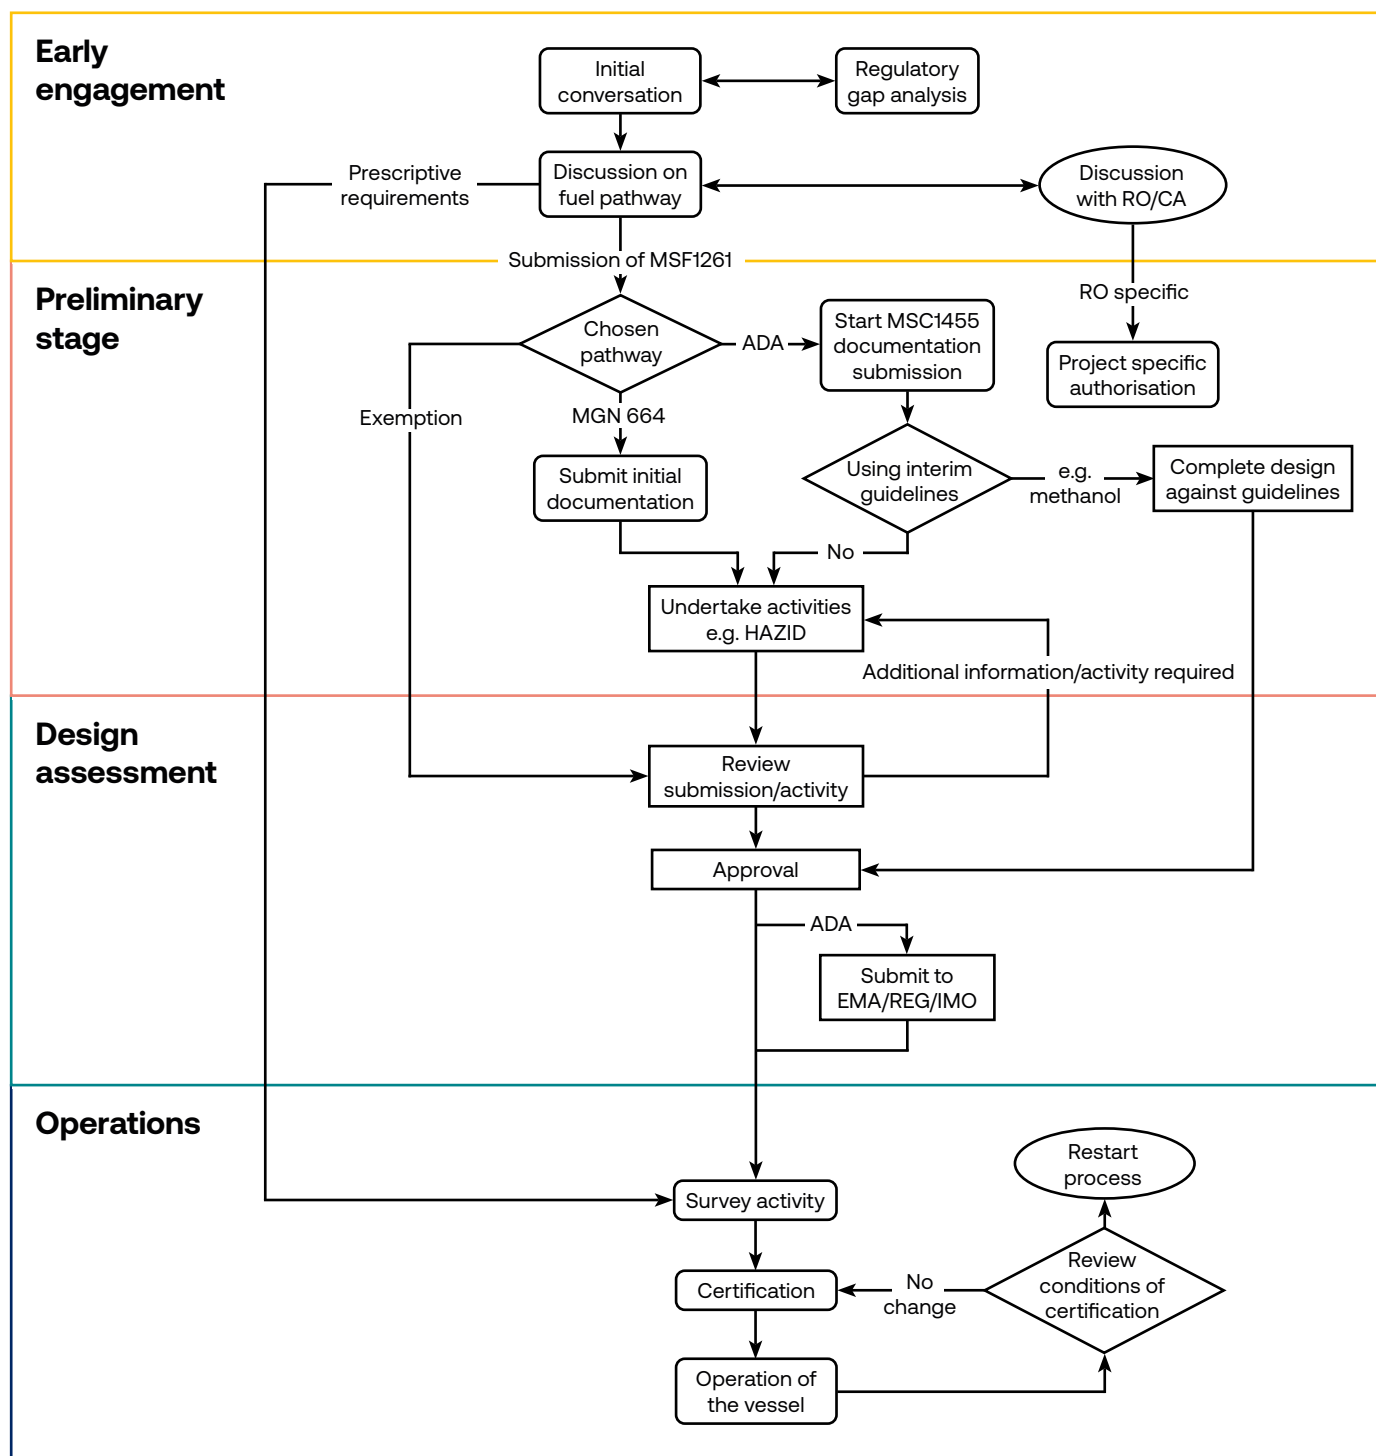 Early
engagement
Initial
conversation
Regulatory
gap analysis
Prescriptive
requirements
Discussion on
fuel pathway
Discussion
with RO/CA
Submission of MSF1261
Preliminary
stage
RO specific
Chosen
pathway
ADA
Start MSC1455
documentation
submission
Project specific
authorisation
Exemption
MGN 664
Submit initial
documentation
Using interim
guidelines
e.g.
methanol
Complete design
against guidelines
No
Undertake activities
e.g. HAZID
Additional information/activity required
Design
assessment
Review
submission/activity
Approval
ADA
Submit to
EMA/REG/IMO
Operations
Restart
process
Survey activity
Review
conditions of
certification
No
change
Certification
Operation of
the vessel